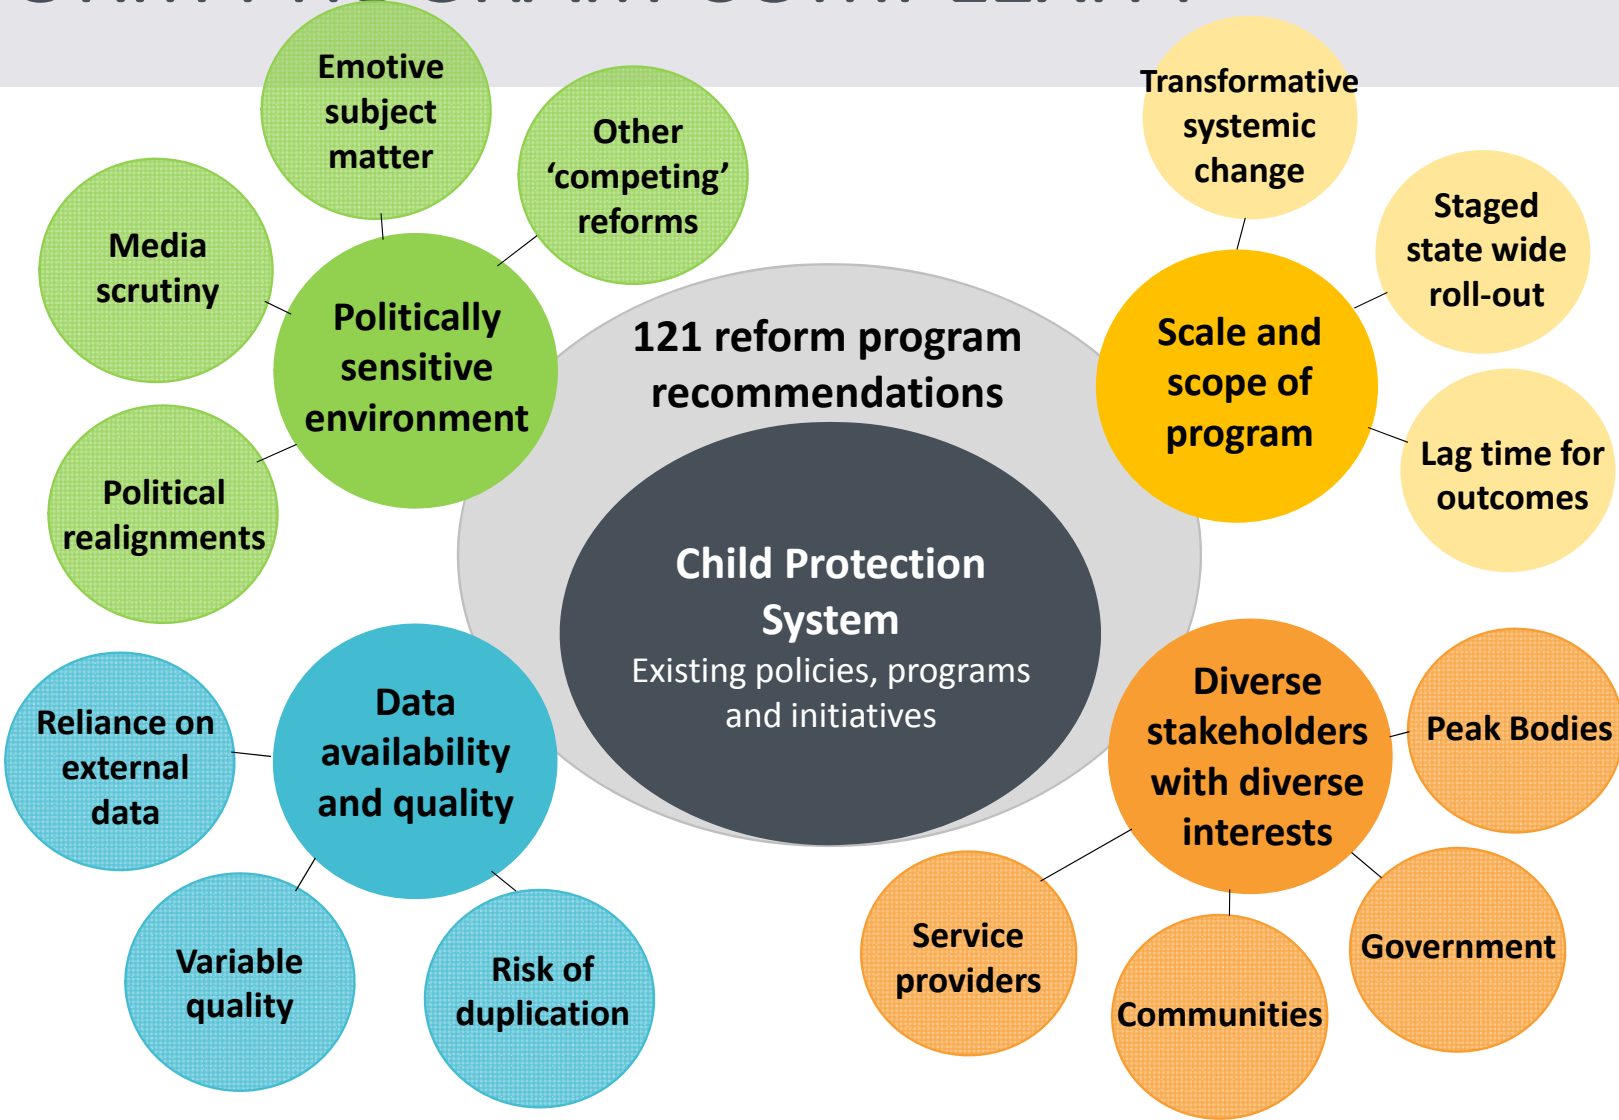 Emotive
subject
matter
Other
‘competing’
reforms
Media
scrutiny
Politically
sensitive
environment
Political
realignments
Transformative
systemic
change
Staged
state wide
roll-out
Scale and
scope of
program
Lag time for
outcomes
121 reform program
recommendations
Child Protection
System
Existing policies, programs
and initiatives
Data
availability
and quality
Reliance on
external
data
Variable
quality
Risk of
duplication
Diverse
stakeholders
with diverse
interests
Peak Bodies
Service
providers
Communities
Government